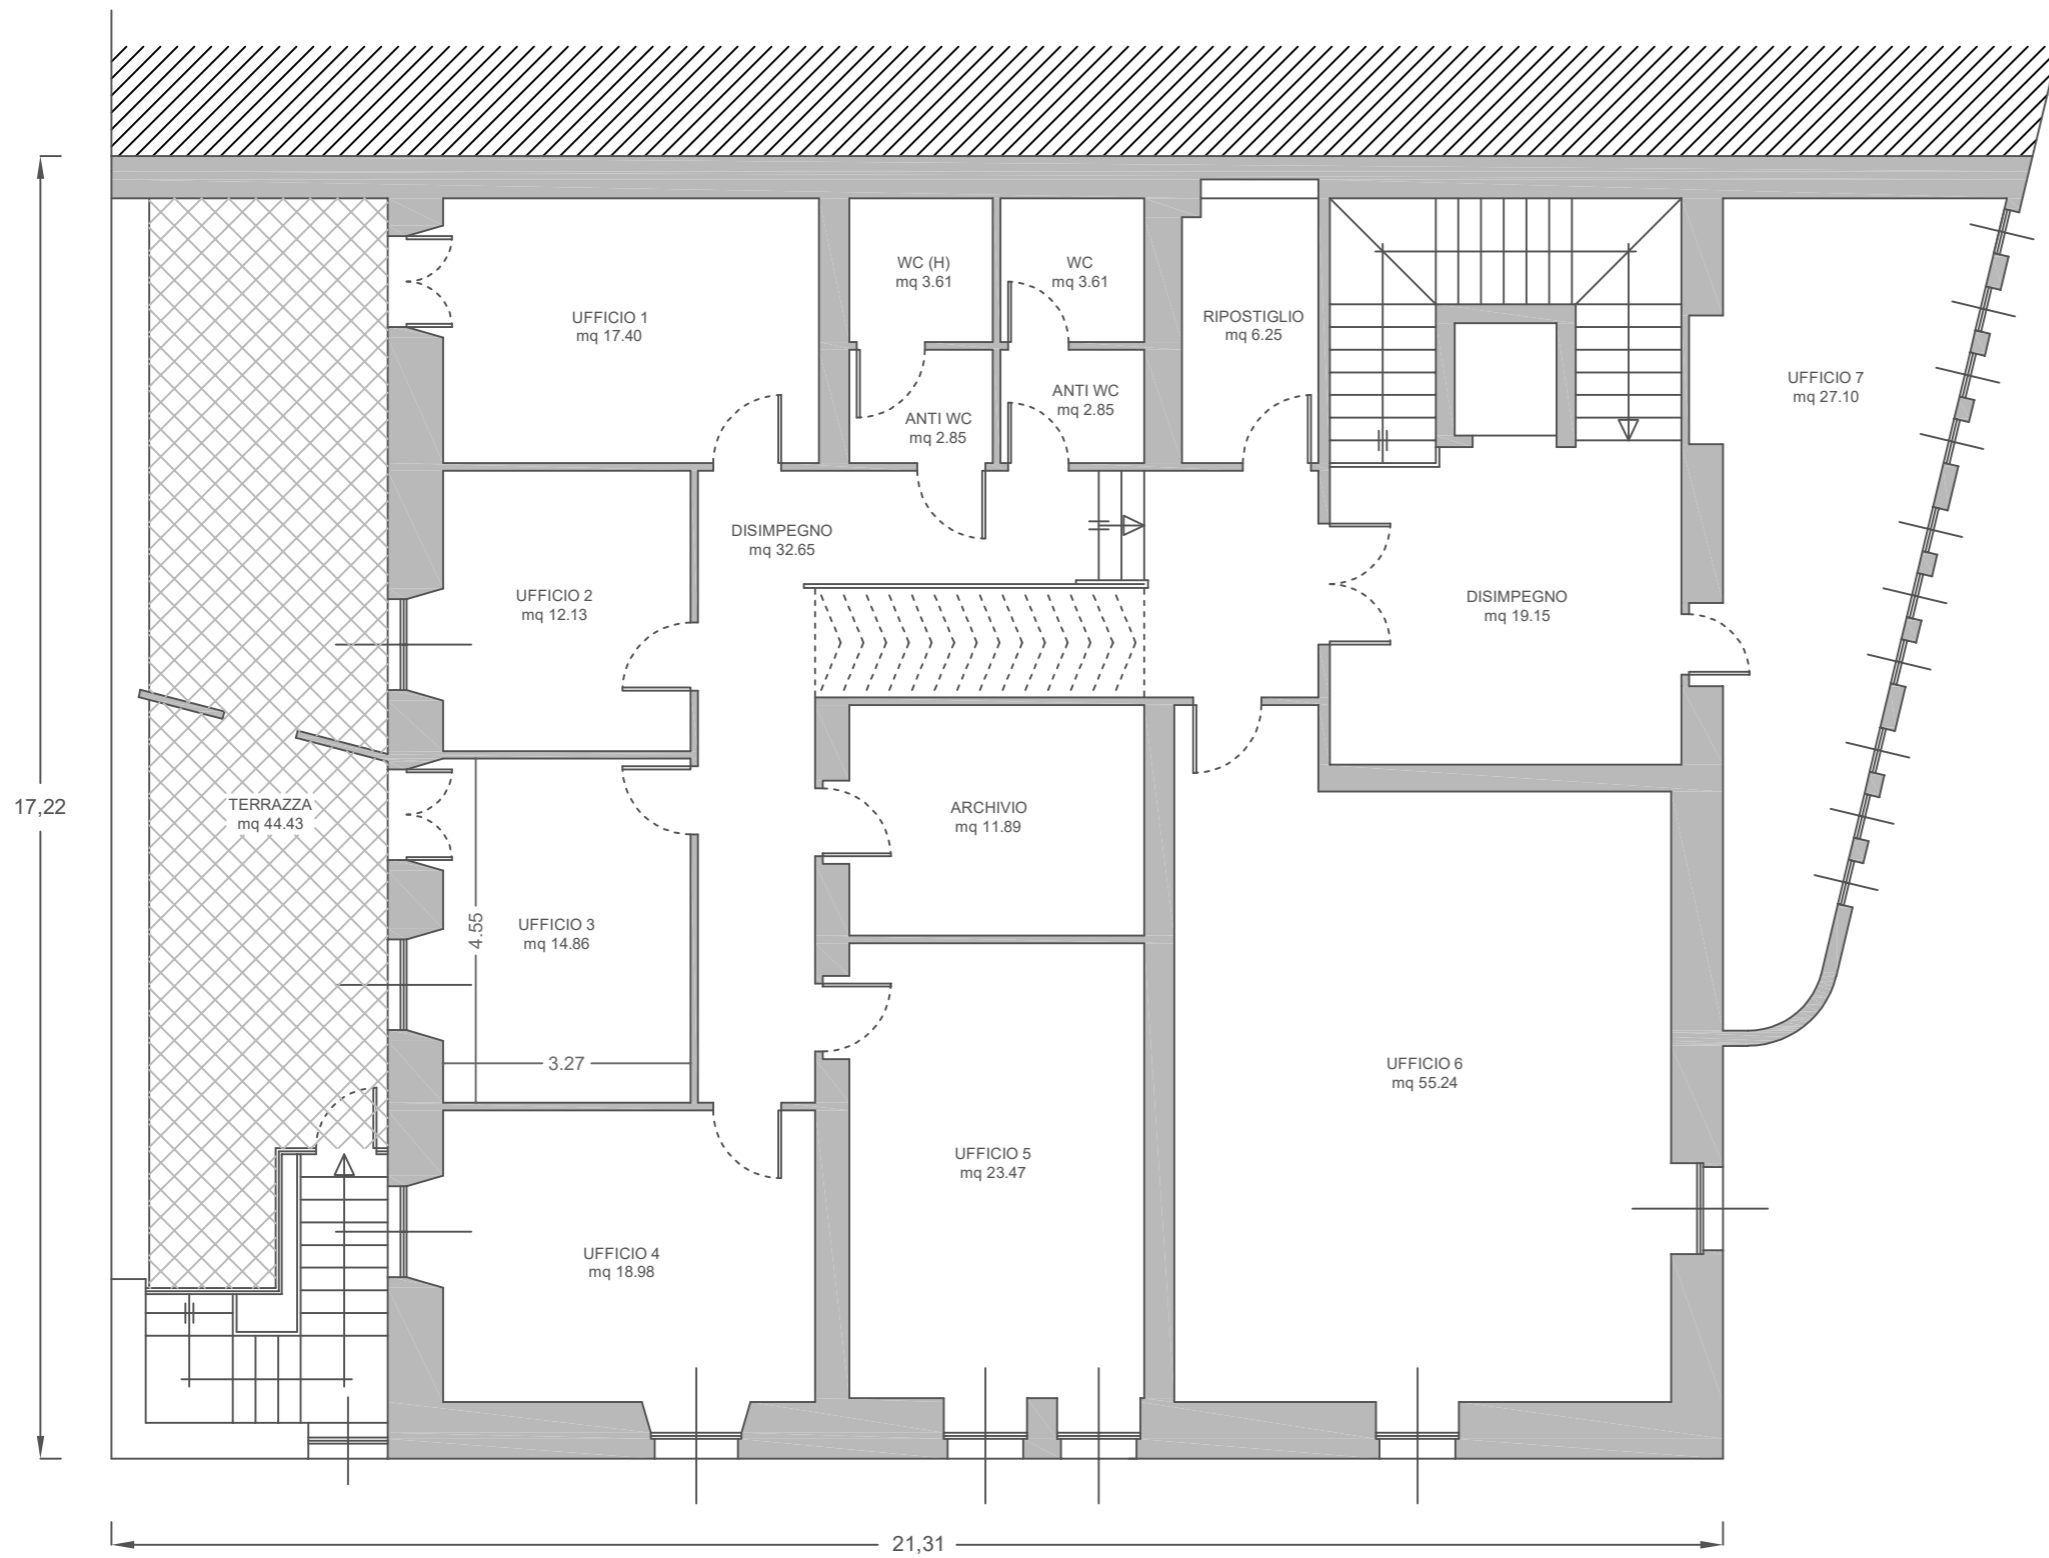 WC (H)
mq 3.61
WC
mq 3.61
UFFICIO 1
mq 17.40
RIPOSTIGLIO
mq 6.25
UFFICIO 7
mq 27.10
ANTI WC
mq 2.85
ANTI WC
mq 2.85
DISIMPEGNO
mq 32.65
UFFICIO 2
mq 12.13
DISIMPEGNO
mq 19.15
17,22
TERRAZZA
mq 44.43
ARCHIVIO
mq 11.89
4.55
UFFICIO 3
mq 14.86
3.27
UFFICIO 6
mq 55.24
UFFICIO 5
mq 23.47
UFFICIO 4
mq 18.98
21,31